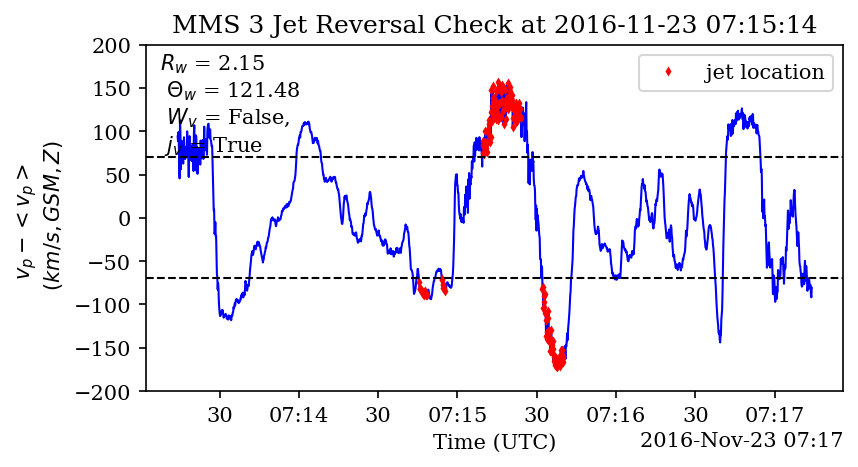 MMS 3 Jet Reversal Check at 2016-11-23 07:15:14
R_w = 2.15
Θ_w = 121.48
W_v = False,
j_v = True
jet location
200
150
100
50
0
−50
−100
−150
−200
v_p − <v_p>
(km/s, GSM, Z)
30 07:14 30 07:15 30 07:16 30 07:17
Time (UTC)
2016-Nov-23 07:17